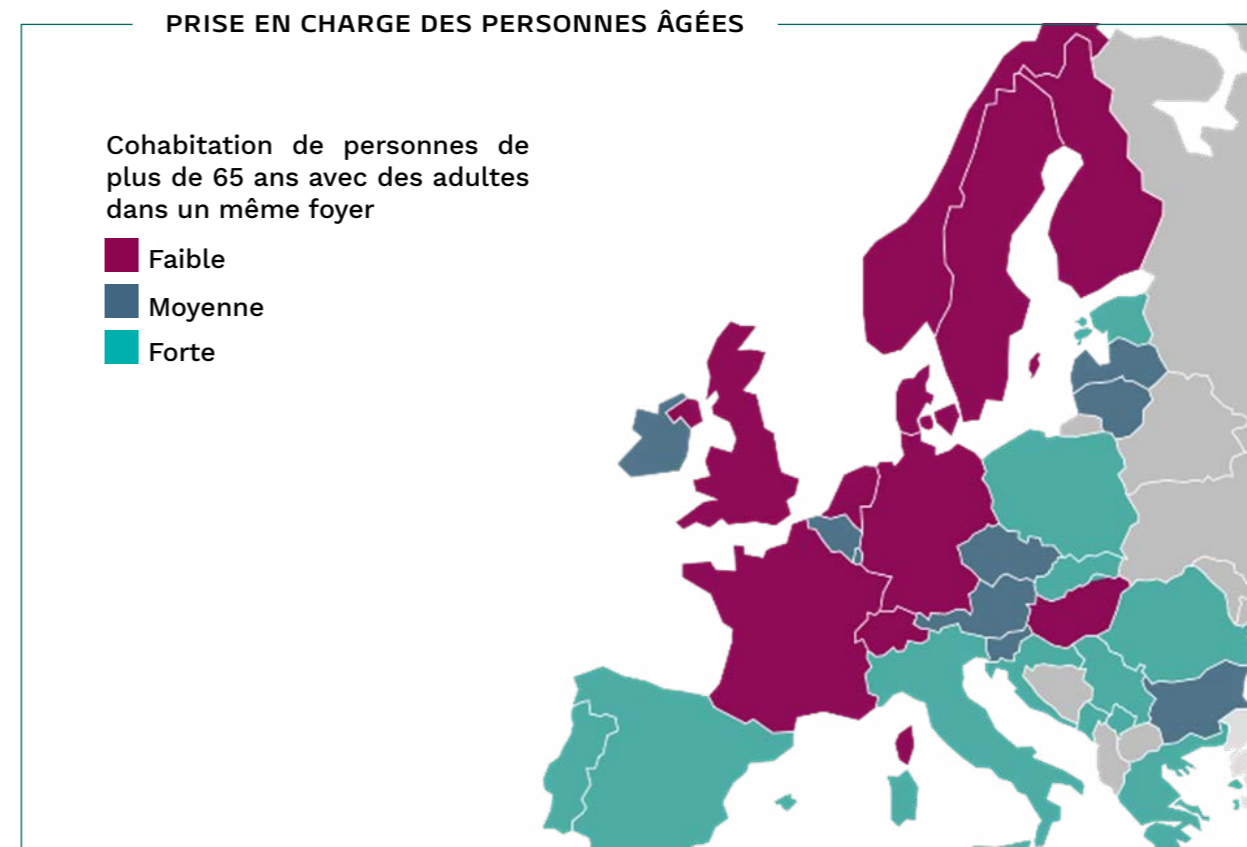 PRISE EN CHARGE DES PERSONNES ÂGÉES
Cohabitation de personnes de
plus de 65 ans avec des adultes
dans un même foyer
Faible
Moyenne
Forte